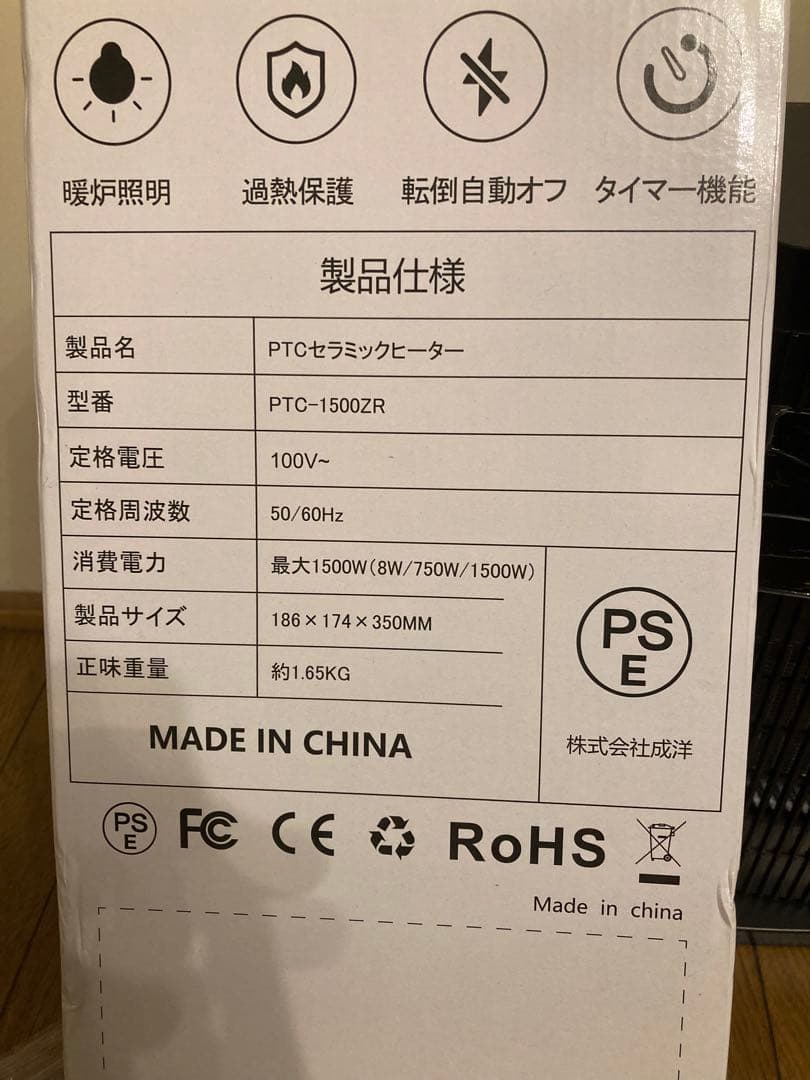 暖炉照明 過熱保護 転倒自動オフ タイマー機能
製品仕様
製品名 PTCセラミックヒーター
型番 PTC-1500ZR
定格電圧 100V~
定格周波数 50/60Hz
消費電力 最大1500W(8W/750W/1500W)
製品サイズ 186×174×350MM
正味重量 約1.65KG
PS
E
株式会社成洋
MADE IN CHINA
PS
E
FC CE RoHS
Made in china